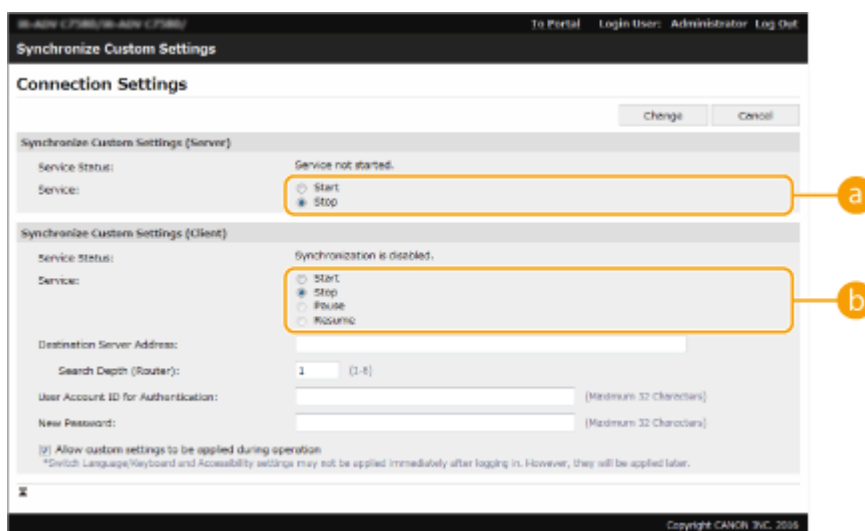 To Portal Login User: Administrator Log Out
Synchronize Custom Settings
Connection Settings
Change Cancel
Synchronize Custom Settings (Server)
Service Status: Service not started.
Service: Start
Stop
a
Synchronize Custom Settings (Client)
Service Status: Synchronization is disabled.
Service: Start
Stop
Pause
Resume
b
Destination Server Address:
Search Depth (Router): 1 (1-8)
User Account ID for Authentication: (Maximum 32 Characters)
New Password: (Maximum 32 Characters)
Allow custom settings to be applied during operation
*Switch Language/Keyboard and Accessibility settings may not be applied immediately after logging in. However, they will be applied later.
Copyright CANON INC. 2016